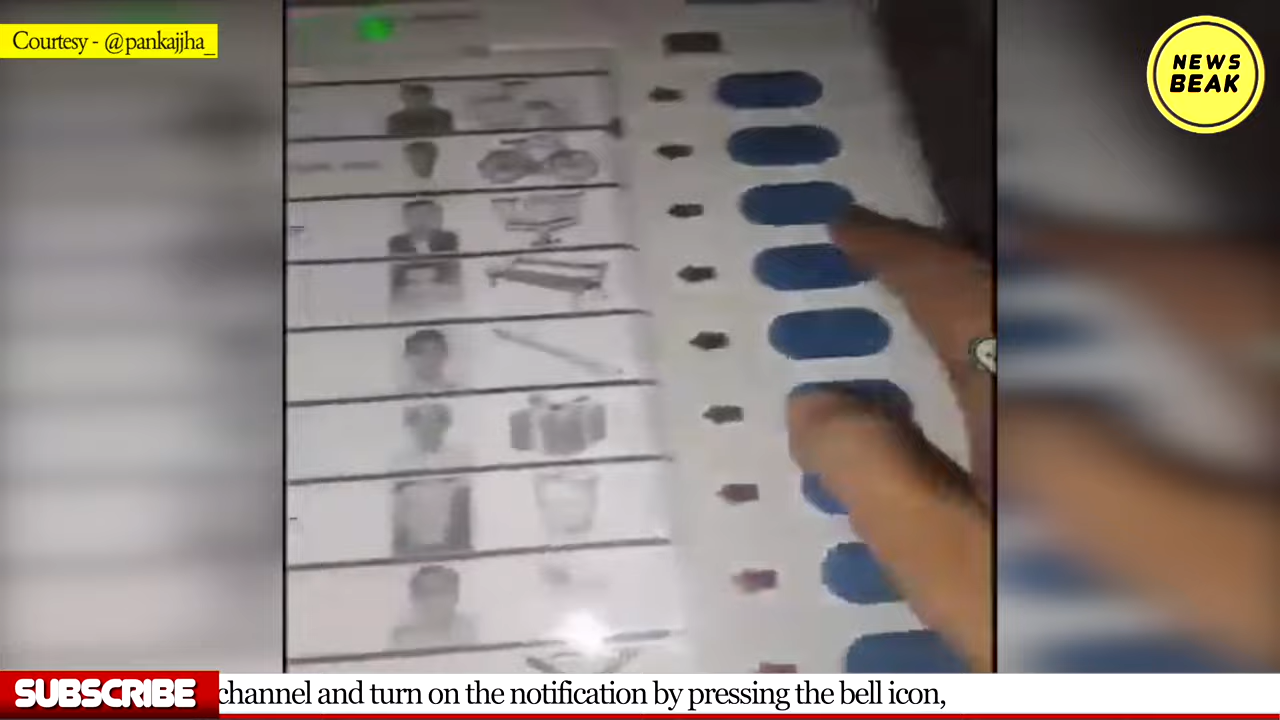 Courtesy - @pankajjha_
NEWS
BEAK
SUBSCRIBE channel and turn on the notification by pressing the bell icon,